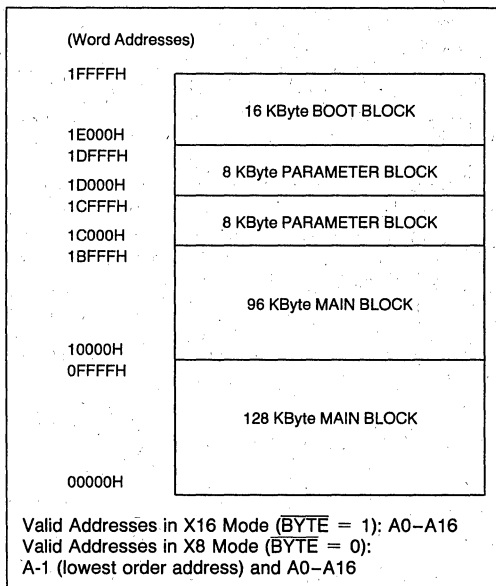 (Word Addresses)
1FFFFH
16 KByte BOOT BLOCK
1E000H
1DFFFH
8 KByte PARAMETER BLOCK
1D000H
1CFFFH
8 KByte PARAMETER BLOCK
1C000H
1BFFFH
96 KByte MAIN BLOCK
10000H
0FFFFH
128 KByte MAIN BLOCK
00000H
Valid Addresses in X16 Mode (B̅Y̅T̅E̅ = 1): A0–A16
Valid Addresses in X8 Mode (B̅Y̅T̅E̅ = 0):
A-1 (lowest order address) and A0–A16